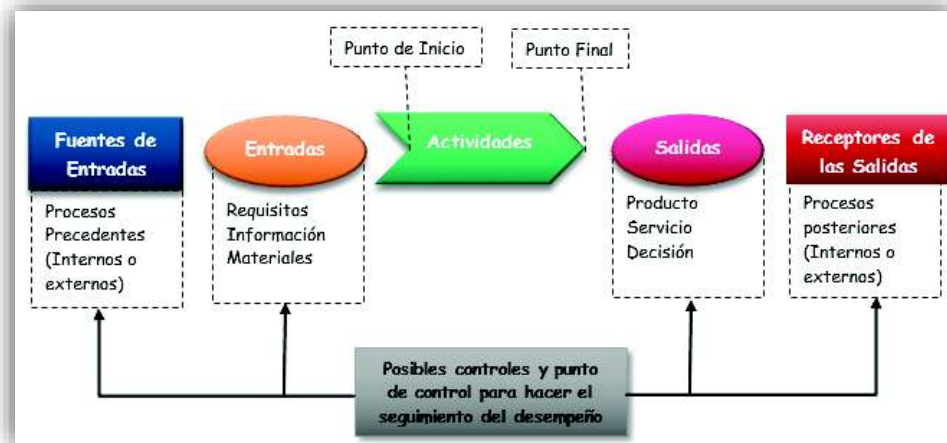 Punto de Inicio
Punto Final
Fuentes de
Entradas
Entradas
Actividades
Salidas
Receptores de
las Salidas
Procesos
Precedentes
(Internos o
externos)
Requisitos
Información
Materiales
Producto
Servicio
Decisión
Procesos
posteriores
(Internos o
externos)
Posibles controles y punto
de control para hacer el
seguimiento del desempeño